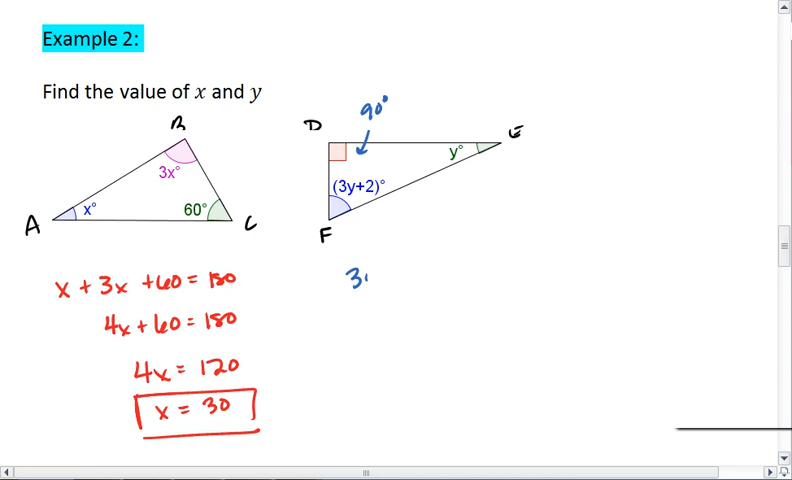 Example 2:
Find the value of x and y
90°
B
D
E
3x°
y°
(3y+2)°
x°
60°
A
C
F
x + 3x + 60 = 180
3
4x + 60 = 180
4x = 120
x = 30